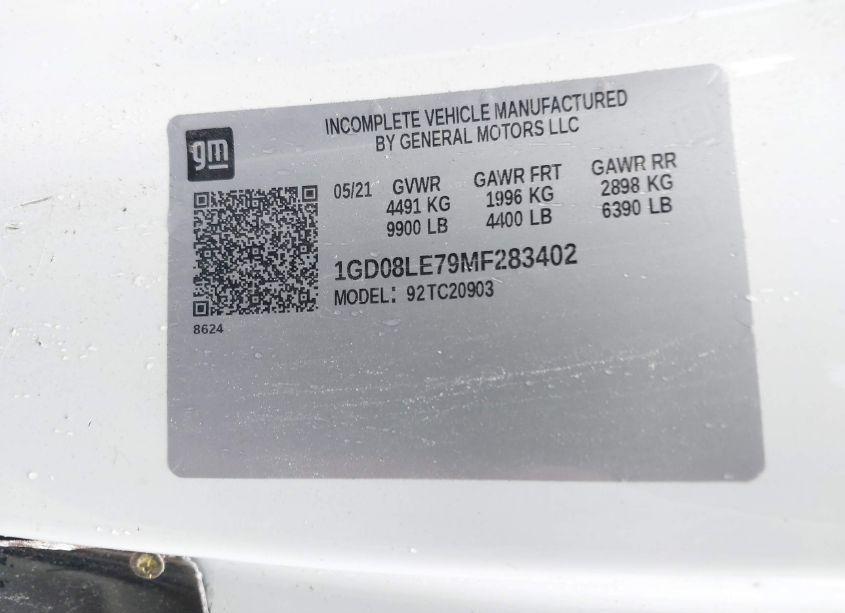 INCOMPLETE VEHICLE MANUFACTURED
BY GENERAL MOTORS LLC
gm
05/21 GVWR GAWR FRT GAWR RR
4491 KG 1996 KG 2898 KG
9900 LB 4400 LB 6390 LB
1GD08LE79MF283402
MODEL: 92TC20903
8624